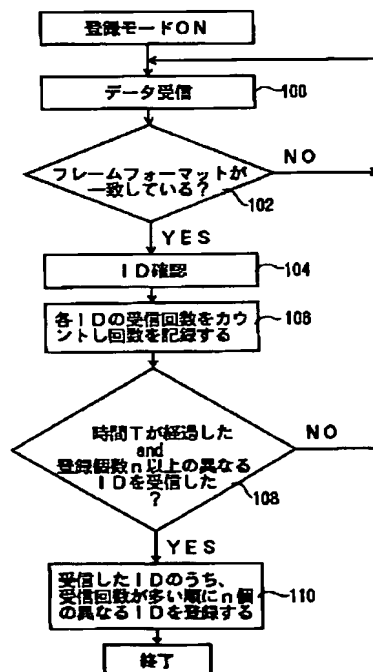 登録モードON
データ受信
100
フレームフォーマットが
一致している？
NO
102
YES
ID確認
104
各IDの受信回数をカウ
ントし回数を記録する
106
時間Tが経過した
and
登録個数n以上の異なる
IDを受信した
？
NO
108
YES
受信したIDのうち、
受信回数が多い順にn個
の異なるIDを登録する
110
終了